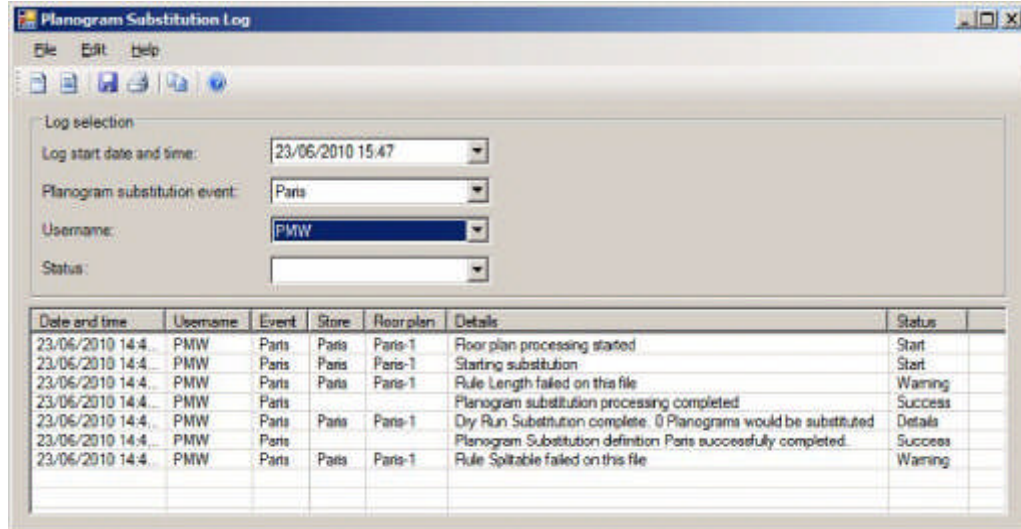 Planogram Substitution Log
File Edit Help
Log selection
Log start date and time: 23/06/2010 15:47
Planogram substitution event: Paris
Username: PMW
Status:
Date and time Username Event Store Floor plan Details Status
23/06/2010 14:4... PMW Paris Paris Paris-1 Floor plan processing started Start
23/06/2010 14:4... PMW Paris Paris Paris-1 Starting substitution Start
23/06/2010 14:4... PMW Paris Paris Paris-1 Rule Length failed on this file Warning
23/06/2010 14:4... PMW Paris Planogram substitution processing completed Success
23/06/2010 14:4... PMW Paris Paris Paris-1 Dry Run Substitution complete. 0 Planograms would be substituted Details
23/06/2010 14:4... PMW Paris Planogram Substitution definition Paris successfully completed. Success
23/06/2010 14:4... PMW Paris Paris Paris-1 Rule Splitable failed on this file Warning